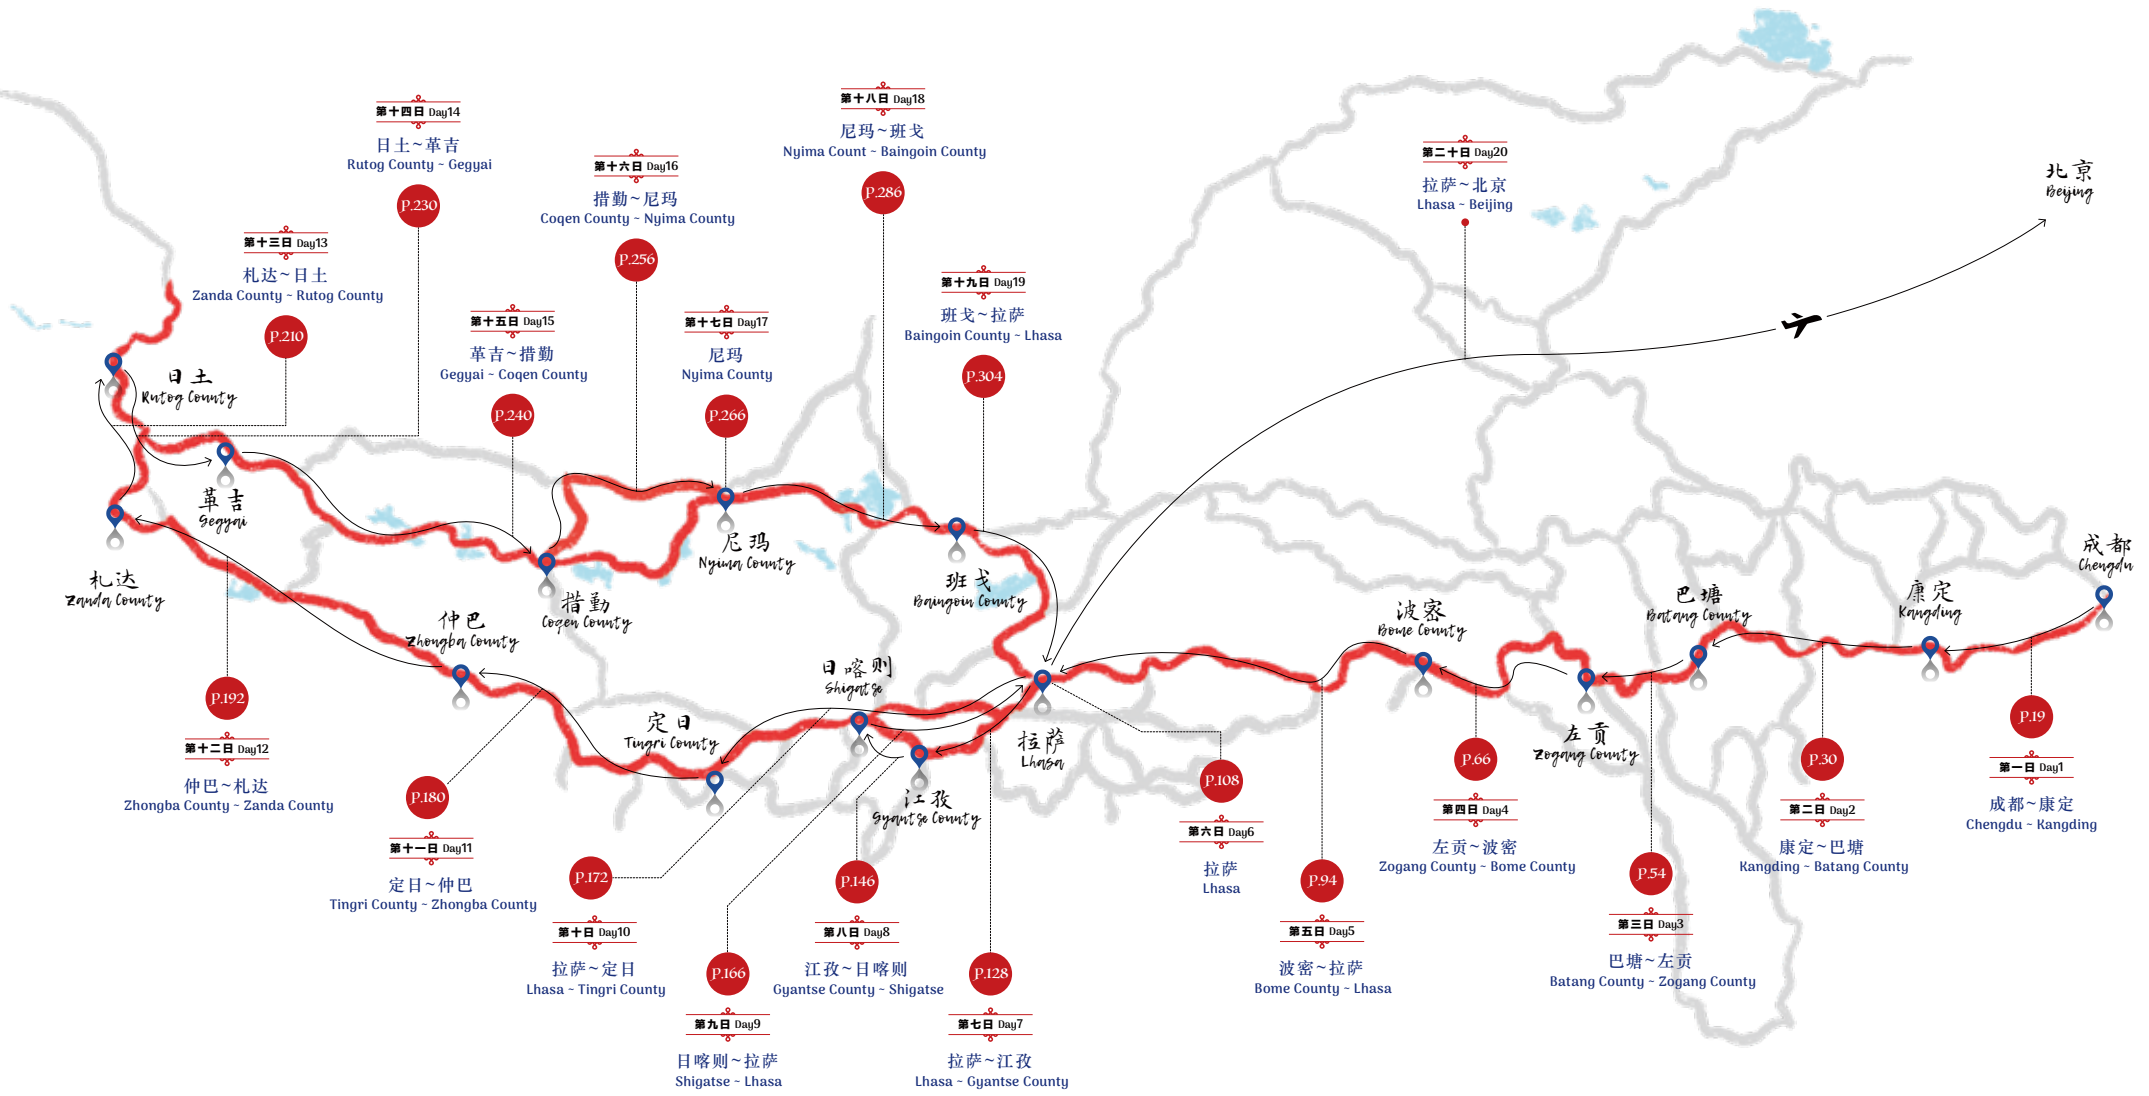 第十四日 Day14
日土~革吉
Rutog County ~ Gegyai
P.230
第十八日 Day18
尼玛~班戈
Nyima Count ~ Baingoin County
P.286
第十六日 Day16
措勤~尼玛
Coqen County ~ Nyima County
P.256
第二十日 Day20
拉萨~北京
Lhasa ~ Beijing
北京
Beijing
第十三日 Day13
札达~日土
Zanda County ~ Rutog County
P.210
第十五日 Day15
革吉~措勤
Gegyai ~ Coqen County
P.240
第十七日 Day17
尼玛
Nyima County
P.266
第十九日 Day19
班戈~拉萨
Baingoin County ~ Lhasa
P.304
日土
Rutog County
革吉
Gegyai
札达
Zanda County
仲巴
Zhongba County
措勤
Coqen County
尼玛
Nyima County
班戈
Baingoin County
日喀则
Shigatse
定日
Tingri County
江孜
Gyantse County
拉萨
Lhasa
波密
Bome County
左贡
Zogang County
巴塘
Batang County
康定
Kangding
成都
Chengdu
P.192
第十二日 Day12
仲巴~札达
Zhongba County ~ Zanda County
P.180
第十一日 Day11
定日~仲巴
Tingri County ~ Zhongba County
P.172
第十日 Day10
拉萨~定日
Lhasa ~ Tingri County
P.166
第九日 Day9
日喀则~拉萨
Shigatse ~ Lhasa
P.146
第八日 Day8
江孜~日喀则
Gyantse County ~ Shigatse
P.128
第七日 Day7
拉萨~江孜
Lhasa ~ Gyantse County
P.108
第六日 Day6
拉萨
Lhasa
P.94
第五日 Day5
波密~拉萨
Bome County ~ Lhasa
P.66
第四日 Day4
左贡~波密
Zogang County ~ Bome County
P.54
第三日 Day3
巴塘~左贡
Batang County ~ Zogang County
P.30
第二日 Day2
康定~巴塘
Kangding ~ Batang County
P.19
第一日 Day1
成都~康定
Chengdu ~ Kangding